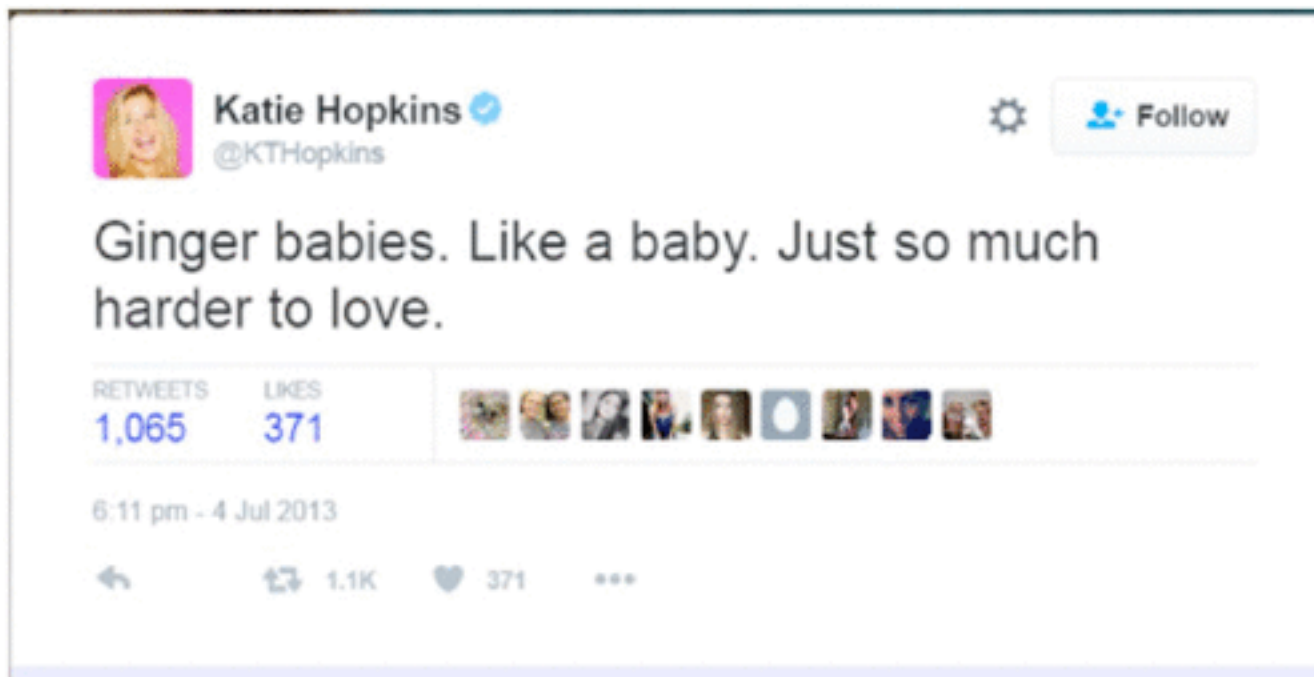 Katie Hopkins
Follow
@KTHopkins
Ginger babies. Like a baby. Just so much
harder to love.
RETWEETS LIKES
1,065 371
6:11 pm - 4 Jul 2013
1.1K 371